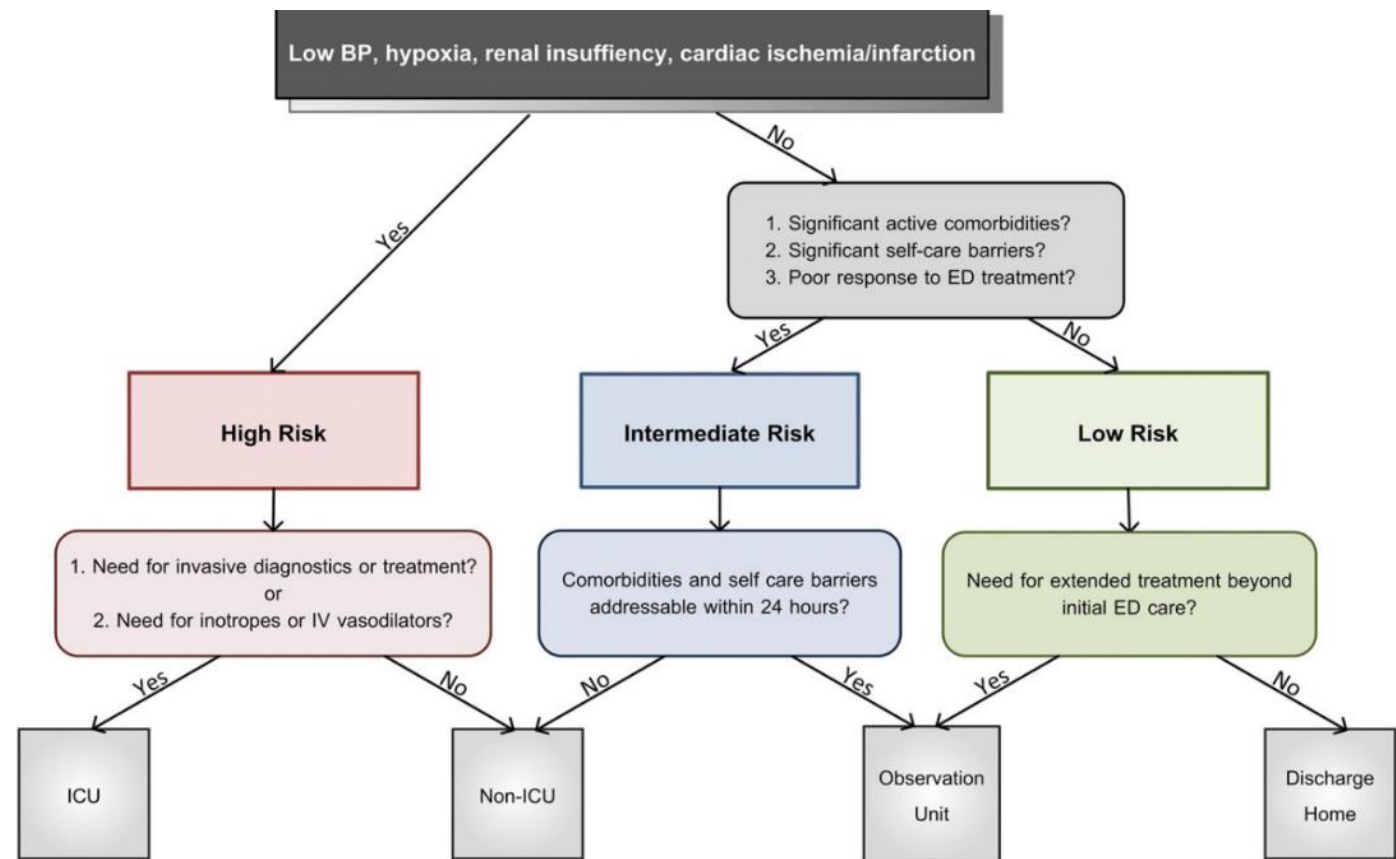 Low BP, hypoxia, renal insuffiency, cardiac ischemia/infarction
No
Yes
1. Significant active comorbidities?
2. Significant self-care barriers?
3. Poor response to ED treatment?
Yes
No
High Risk
Intermediate Risk
Low Risk
1. Need for invasive diagnostics or treatment?
or
2. Need for inotropes or IV vasodilators?
Comorbidities and self care barriers
addressable within 24 hours?
Need for extended treatment beyond
initial ED care?
Yes
No
No
Yes
Yes
No
ICU
Non-ICU
Observation
Unit
Discharge
Home